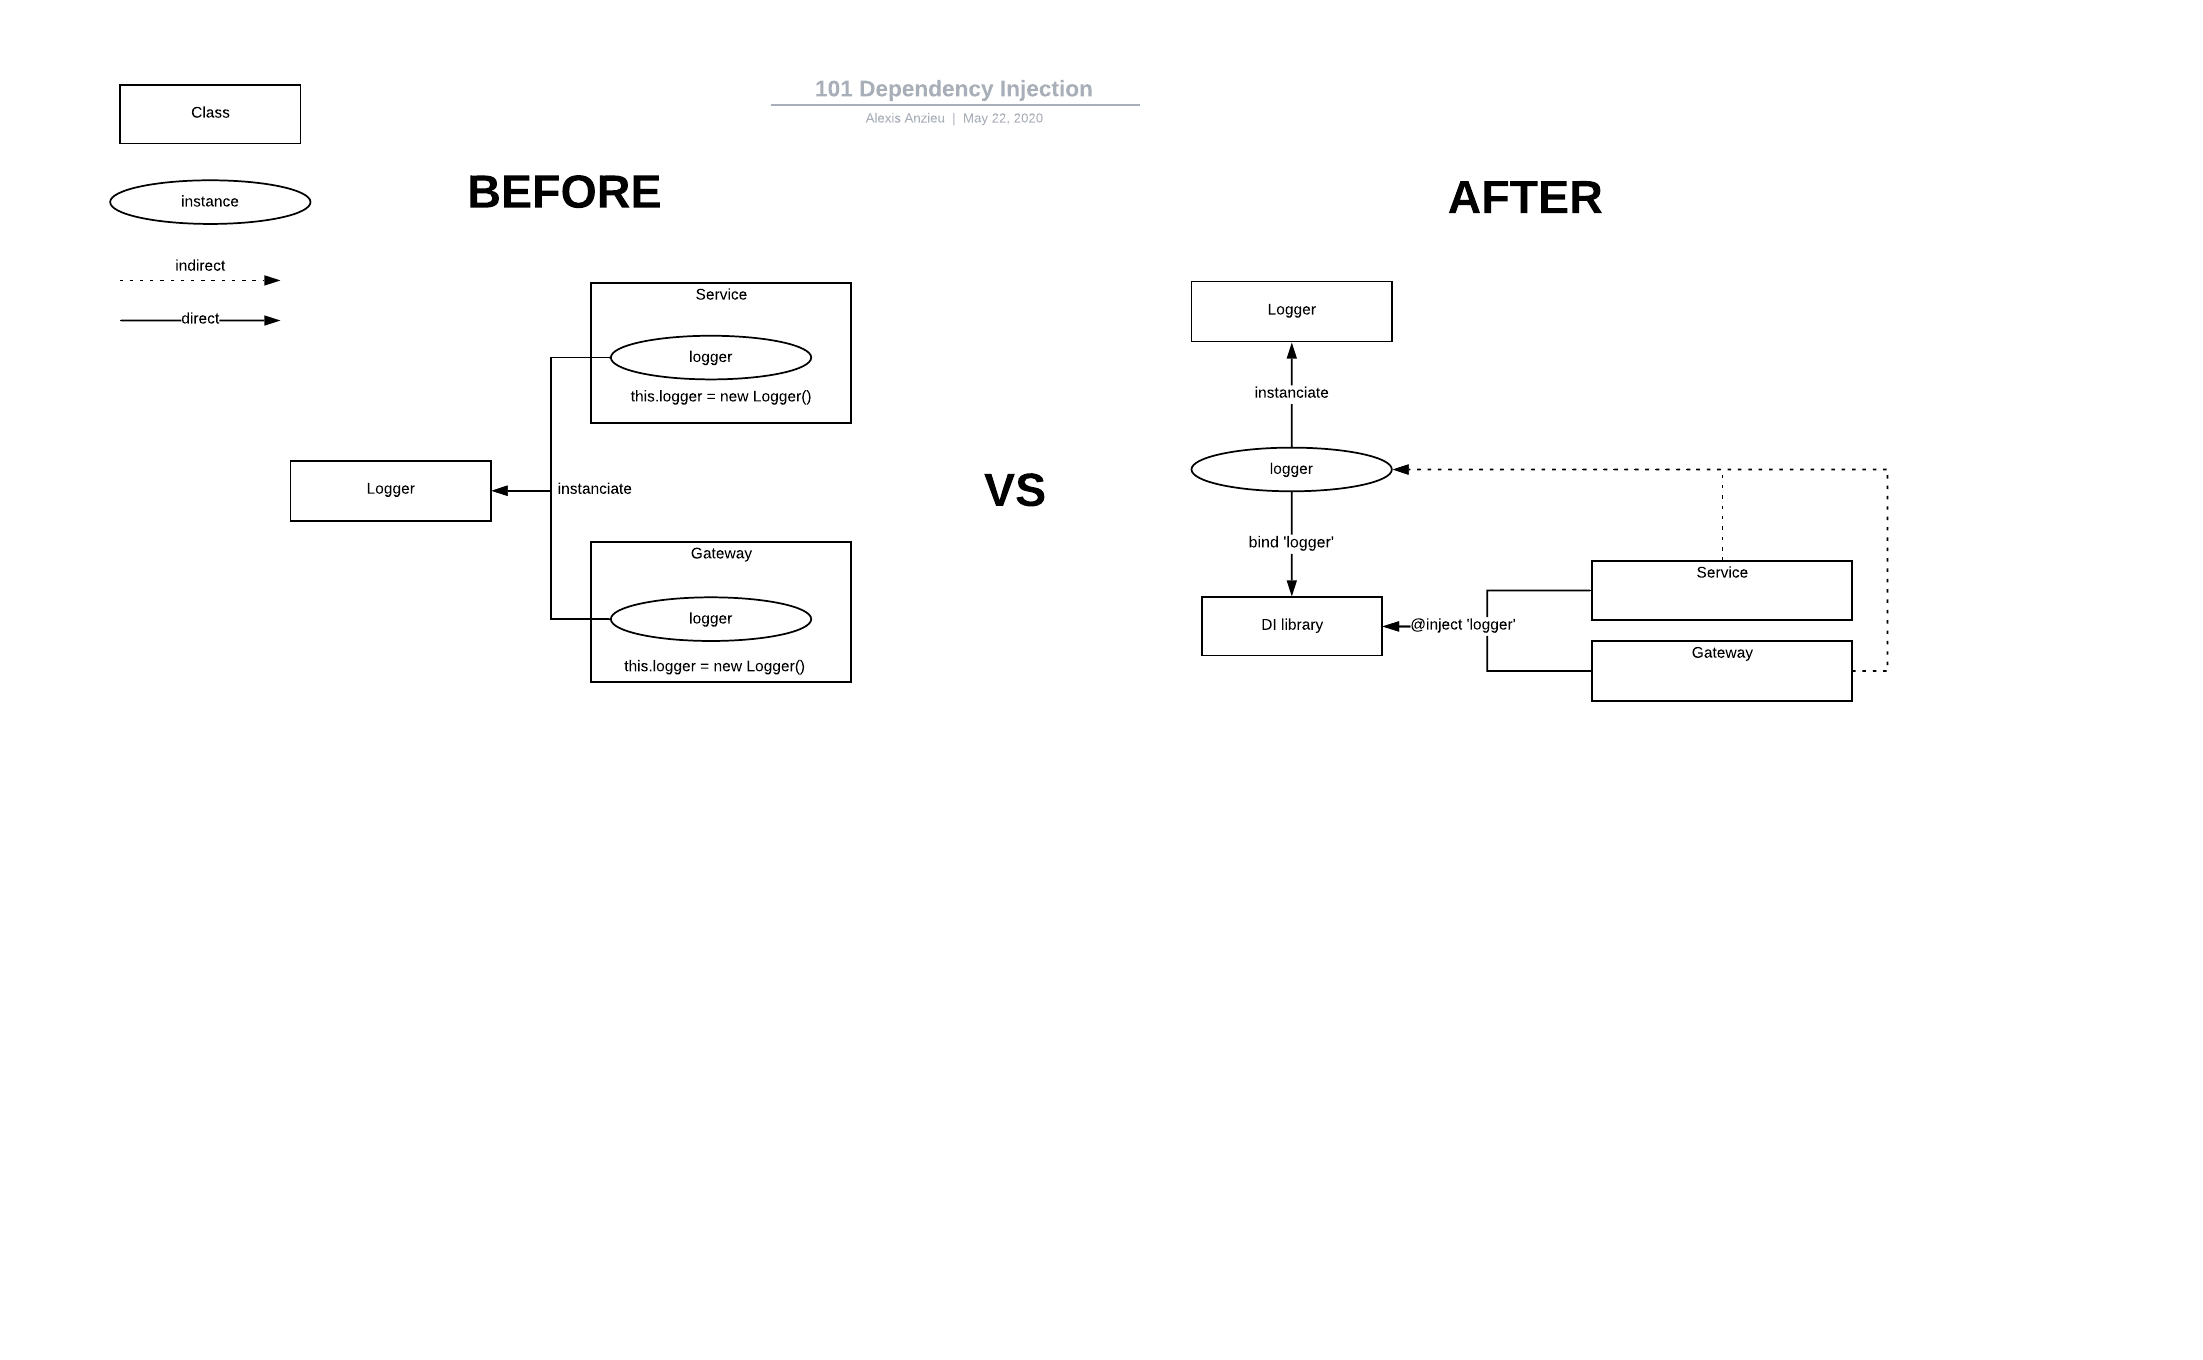 101 Dependency Injection
Alexis Anzieu | May 22, 2020
Class
instance
indirect
direct
BEFORE
Service
logger
this.logger = new Logger()
Logger
instanciate
Gateway
logger
this.logger = new Logger()
VS
AFTER
Logger
instanciate
logger
bind 'logger'
DI library
@inject 'logger'
Service
Gateway